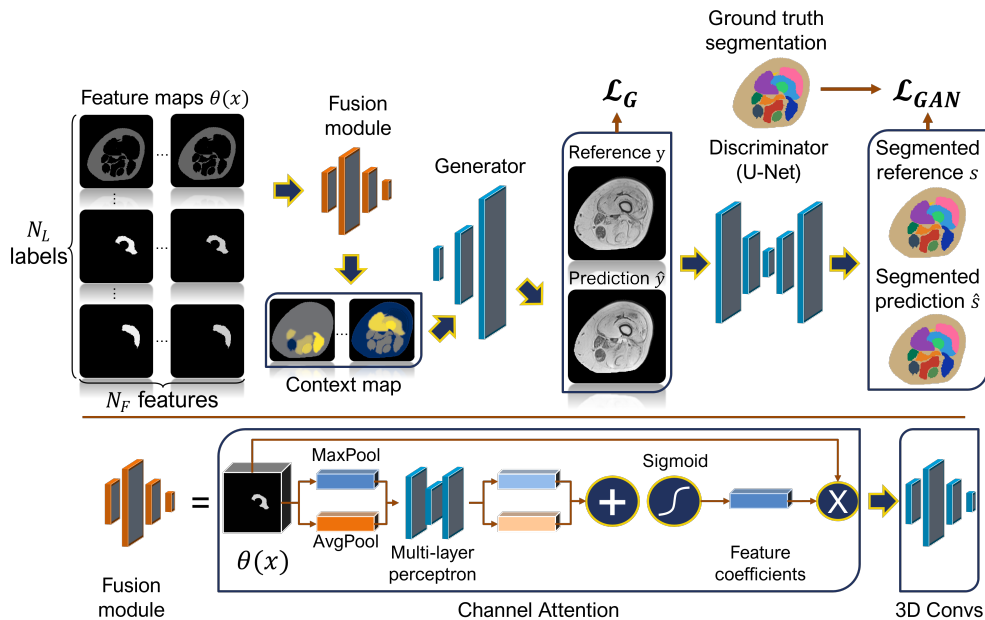 Ground truth
segmentation
Feature maps θ(x)
Fusion
module
Generator
ℒ_G
ℒ_GAN
Reference y
Discriminator
(U-Net)
Segmented
reference s
...
...
N_L
labels
...
...
...
Prediction ŷ
Segmented
prediction ŝ
...
...
Context map
N_F features
MaxPool
Sigmoid
=
+
X
AvgPool
θ(x)
Multi-layer
perceptron
Feature
coefficients
Fusion
module
Channel Attention
3D Convs